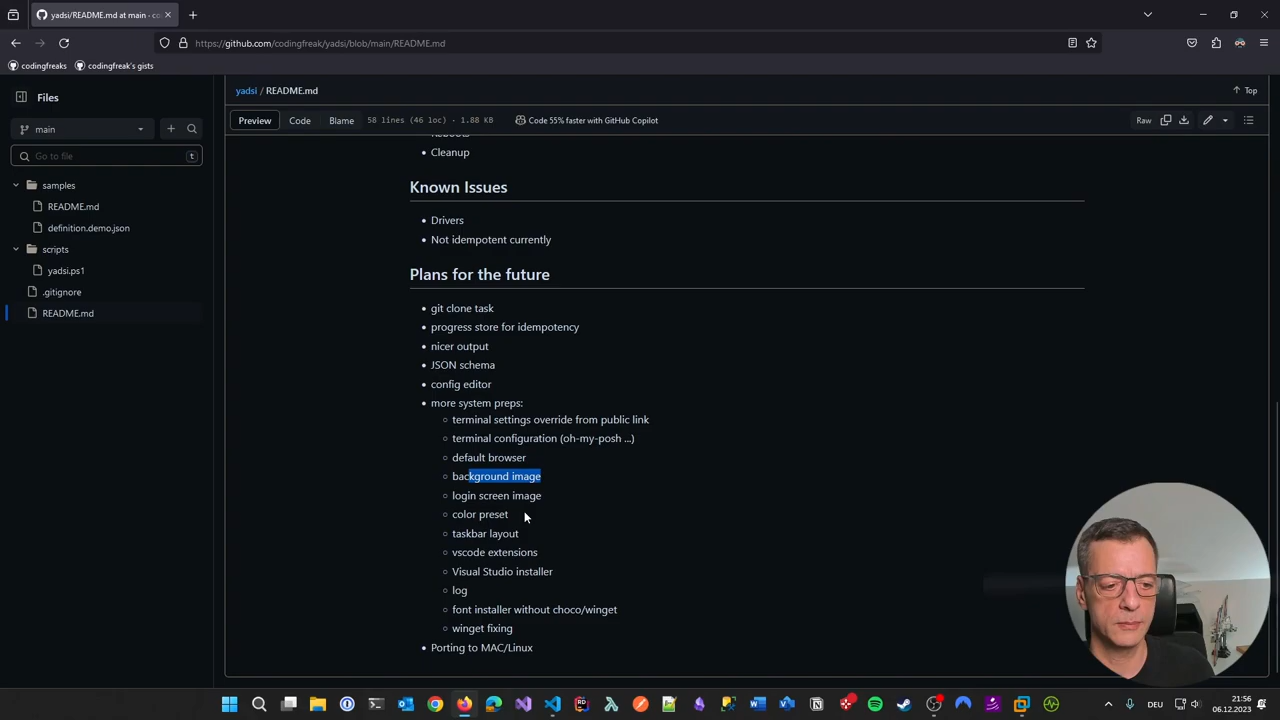 yadsi/README.md at main · co
https://github.com/codingfreak/yadsi/blob/main/README.md
codingfreaks
codingfreak's gists
Files
yadsi / README.md
Top
main
Preview
Code
Blame
58 lines (46 loc) · 1.88 KB
Code 55% faster with GitHub Copilot
Raw
Go to file
t
samples
README.md
definition.demo.json
scripts
yadsi.ps1
.gitignore
README.md
Reboots
Cleanup
Known Issues
Drivers
Not idempotent currently
Plans for the future
git clone task
progress store for idempotency
nicer output
JSON schema
config editor
more system preps:
terminal settings override from public link
terminal configuration (oh-my-posh ...)
default browser
background image
login screen image
color preset
taskbar layout
vscode extensions
Visual Studio installer
log
font installer without choco/winget
winget fixing
Porting to MAC/Linux
DEU
21:56
06.12.2023